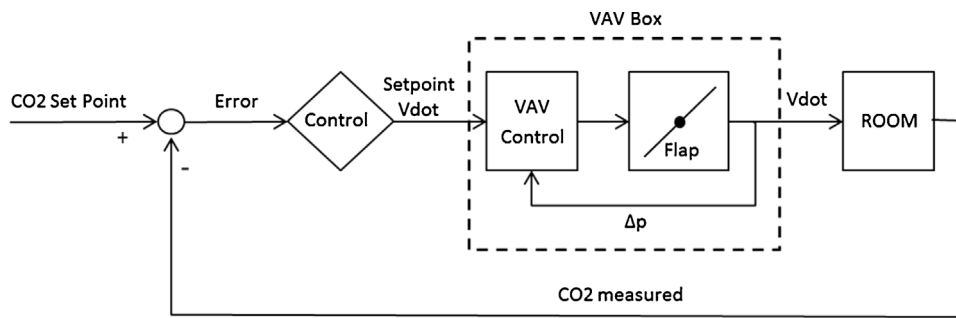 VAV Box
CO2 Set Point
+
-
Error
Control
Setpoint
Vdot
VAV
Control
Flap
Δp
Vdot
ROOM
CO2 measured